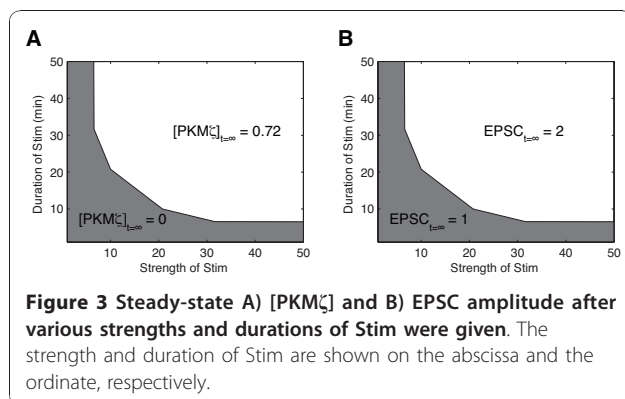 A
B
50
40
30
20
10
Duration of Stim (min)
[PKMζ]t=∞ = 0.72
[PKMζ]t=∞ = 0
10 20 30 40 50
Strength of Stim
50
40
30
20
10
Duration of Stim (min)
EPSCt=∞ = 2
EPSCt=∞ = 1
10 20 30 40 50
Strength of Stim
Figure 3 Steady-state A) [PKMζ] and B) EPSC amplitude after
various strengths and durations of Stim were given. The
strength and duration of Stim are shown on the abscissa and the
ordinate, respectively.